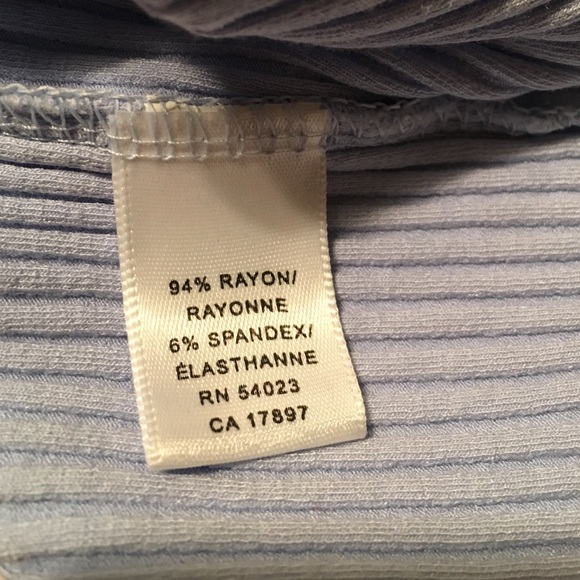 94% RAYON/
RAYONNE
6% SPANDEX/
ÉLASTHANNE
RN 54023
CA 17897